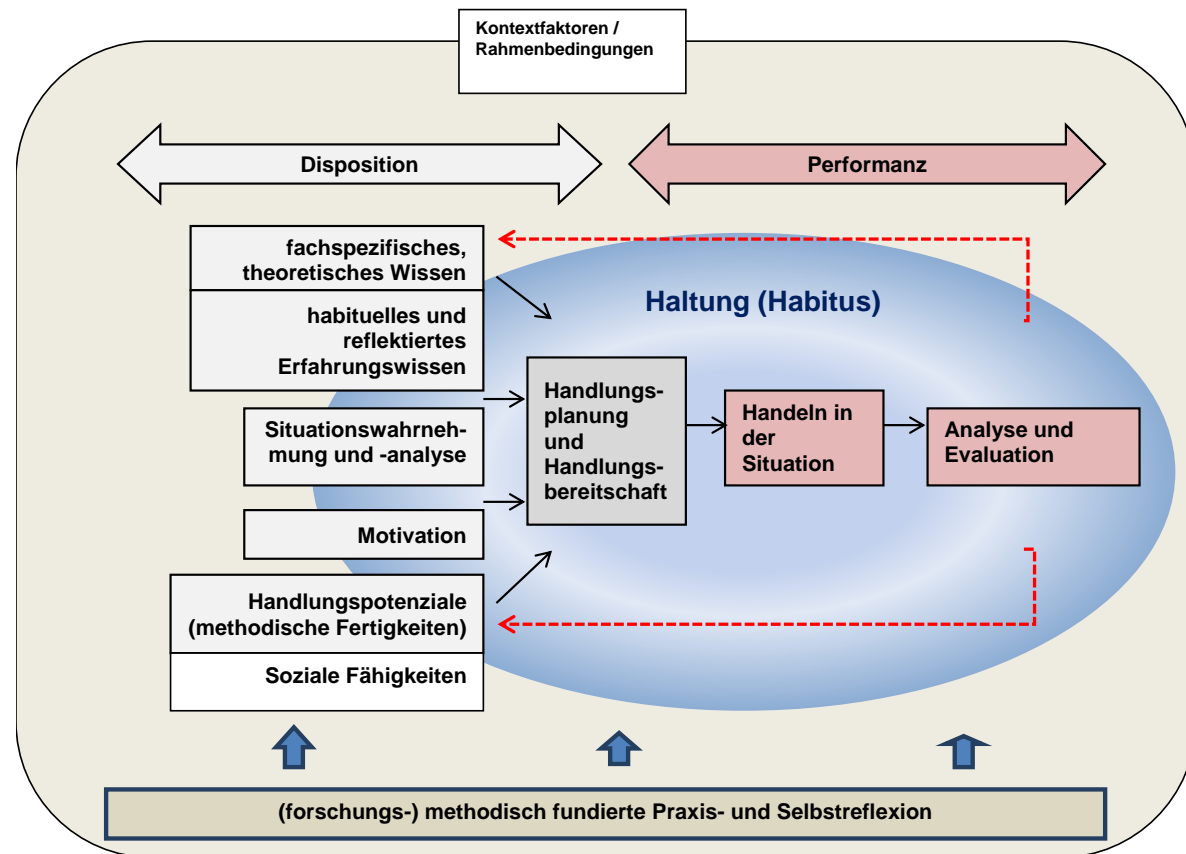 Kontextfaktoren /
Rahmenbedingungen
Disposition
Performanz
fachspezifisches,
theoretisches Wissen
habituelles und
reflektiertes
Erfahrungswissen
Situationswahrneh-
mung und -analyse
Motivation
Handlungspotenziale
(methodische Fertigkeiten)
Soziale Fähigkeiten
Haltung (Habitus)
Handlungs-
planung
und
Handlungs-
bereitschaft
Handeln in
der
Situation
Analyse und
Evaluation
(forschungs-) methodisch fundierte Praxis- und Selbstreflexion